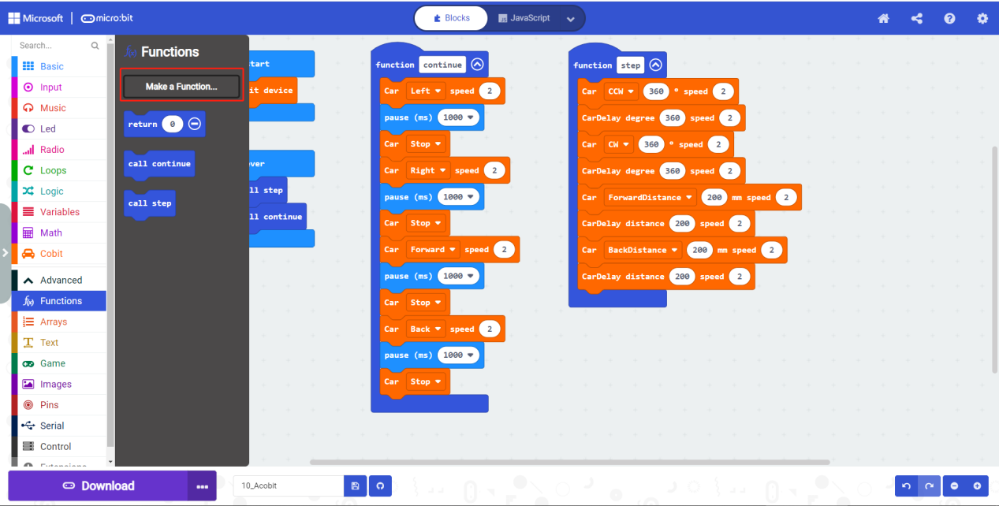 Microsoft | micro:bit
Blocks
JavaScript
Search...
Basic
Input
Music
Led
Radio
Loops
Logic
Variables
Math
Cobit
Advanced
Functions
Arrays
Text
Game
Images
Pins
Serial
Control
Extensions
Functions
Make a Function...
return 0
call continue
call step
start
it device
ver
ll step
ll continue
function continue
Car Left speed 2
pause (ms) 1000
Car Stop
Car Right speed 2
pause (ms) 1000
Car Stop
Car Forward speed 2
pause (ms) 1000
Car Stop
Car Back speed 2
pause (ms) 1000
Car Stop
function step
Car CCW 360 ° speed 2
CarDelay degree 360 speed 2
Car CW 360 ° speed 2
CarDelay degree 360 speed 2
Car ForwardDistance 200 mm speed 2
CarDelay distance 200 speed 2
Car BackDistance 200 mm speed 2
CarDelay distance 200 speed 2
Download
10_Acobit